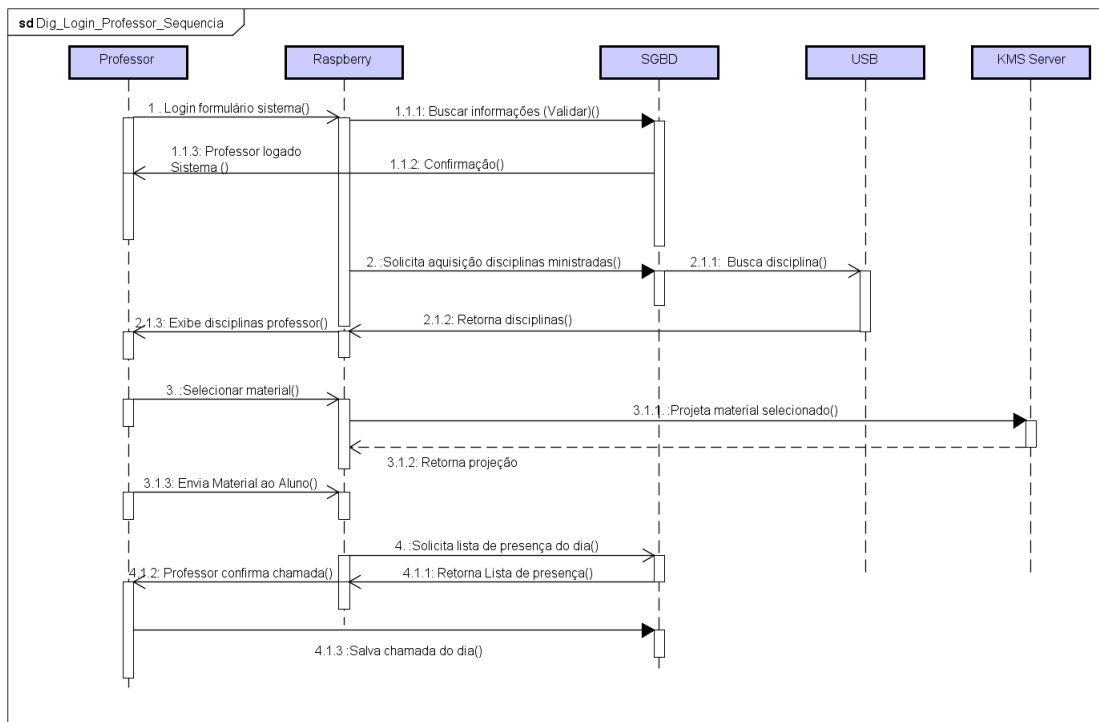 sd Dig_Login_Professor_Sequencia
Professor
Raspberry
SGBD
USB
KMS Server
1 . Login formulário sistema()
1.1.1: Buscar informações (Validar)()
1.1.3: Professor logado
Sistema ()
1.1.2: Confirmação()
2. :Solicita aquisição disciplinas ministradas()
2.1.1: Busca disciplina()
2.1.3: Exibe disciplinas professor()
2.1.2: Retorna disciplinas()
3. :Selecionar material()
3.1.1. :Projeta material selecionado()
3.1.2: Retorna projeção
3.1.3: Envia Material ao Aluno()
4. :Solicita lista de presença do dia()
4.1.2: Professor confirma chamada()
4.1.1: Retorna Lista de presença()
4.1.3 :Salva chamada do dia()